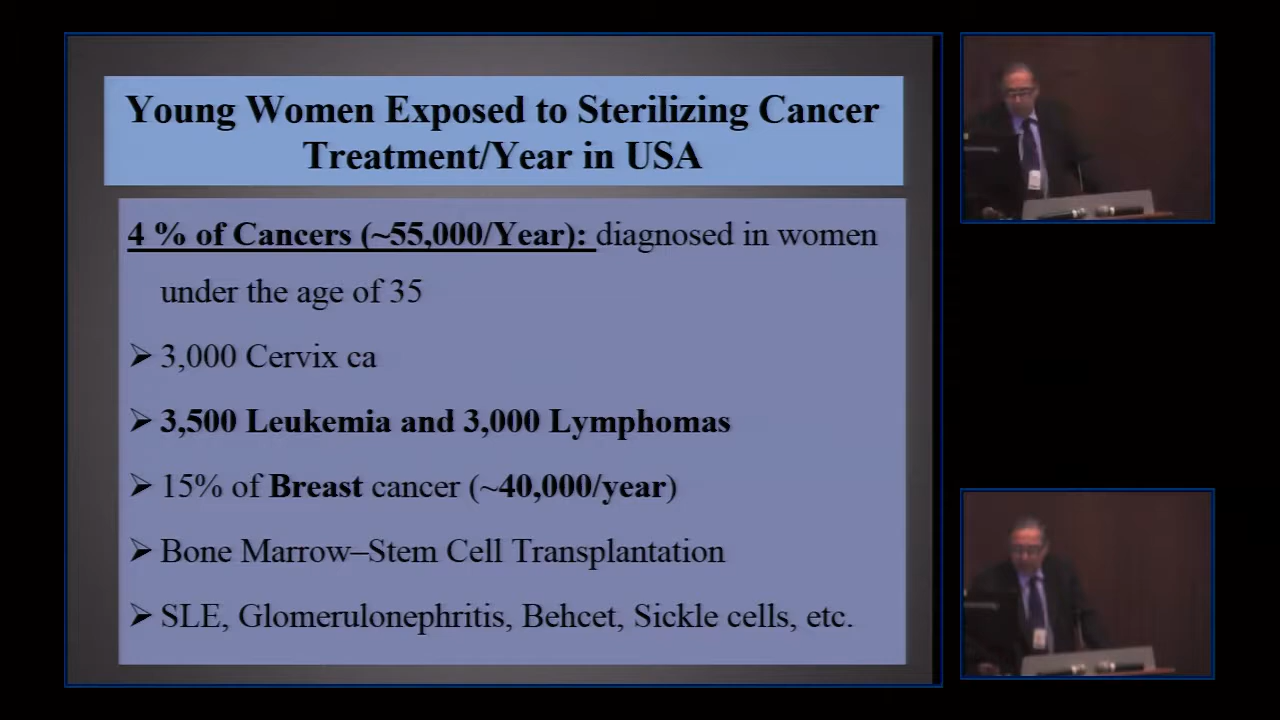 Young Women Exposed to Sterilizing Cancer
Treatment/Year in USA
4 % of Cancers (~55,000/Year): diagnosed in women
under the age of 35
➢ 3,000 Cervix ca
➢ 3,500 Leukemia and 3,000 Lymphomas
➢ 15% of Breast cancer (~40,000/year)
➢ Bone Marrow–Stem Cell Transplantation
➢ SLE, Glomerulonephritis, Behcet, Sickle cells, etc.